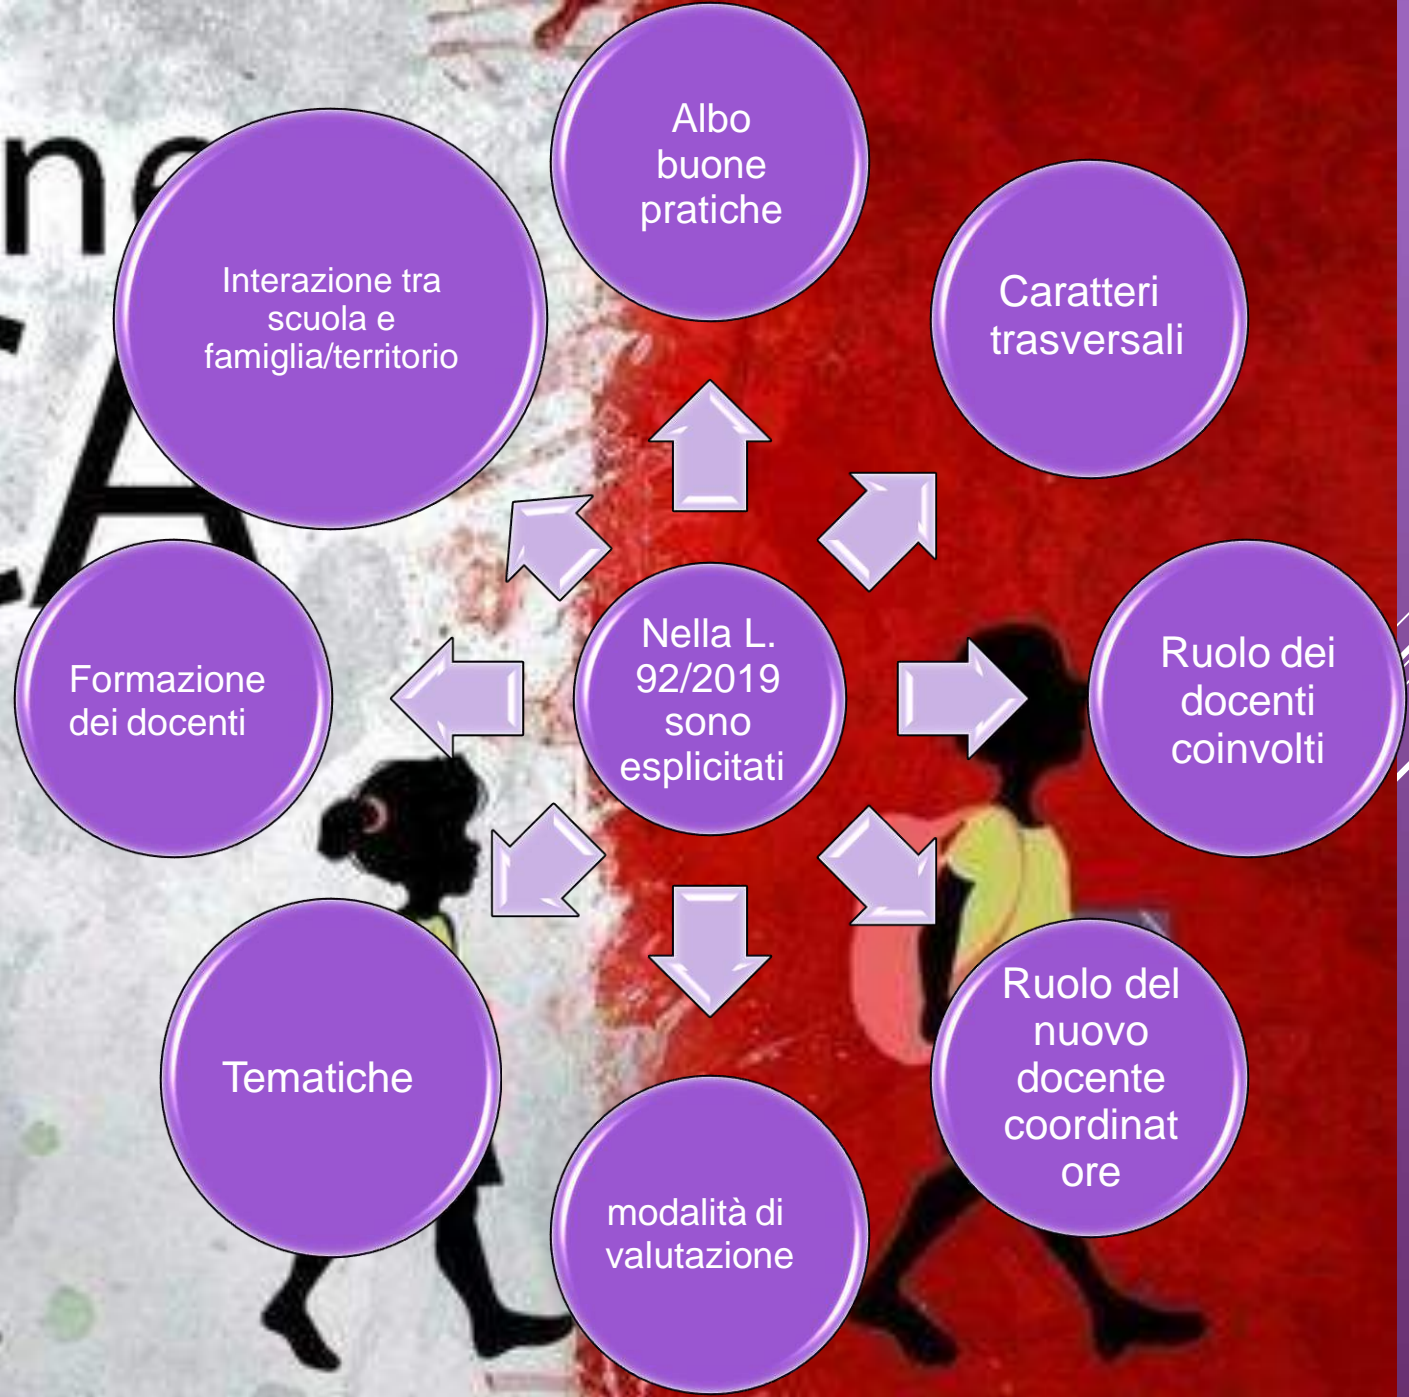 Albo
buone
pratiche
Interazione tra
scuola e
famiglia/territorio
Caratteri
trasversali
Nella L.
92/2019
sono
esplicitati
Formazione
dei docenti
Ruolo dei
docenti
coinvolti
Tematiche
Ruolo del
nuovo
docente
coordinat
ore
modalità di
valutazione